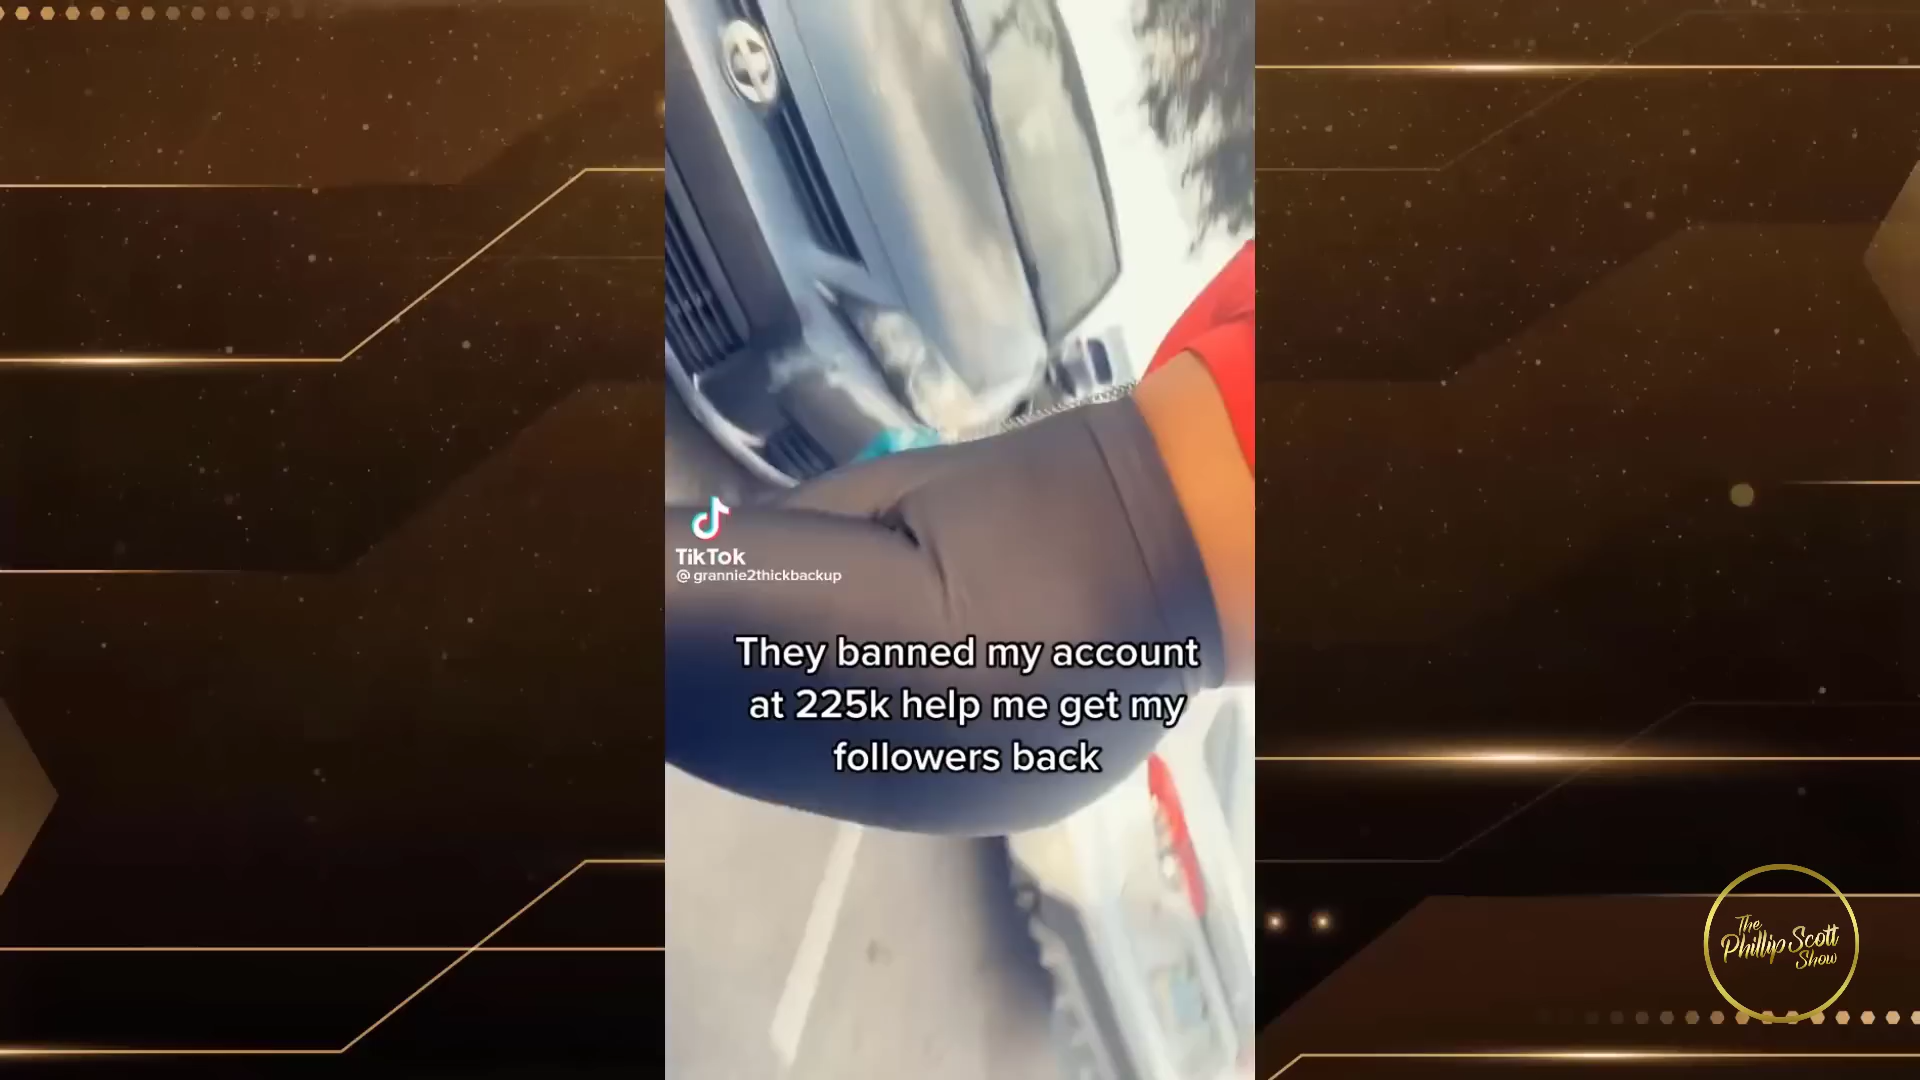 TikTok
@grannie2thickbackup
They banned my account
at 225k help me get my
followers back
The
Phillip Scott
Show